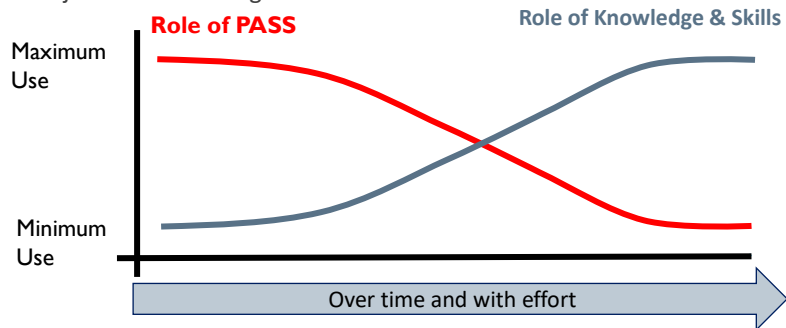 Role of PASS
Role of Knowledge & Skills
Maximum
Use
Minimum
Use
Over time and with effort